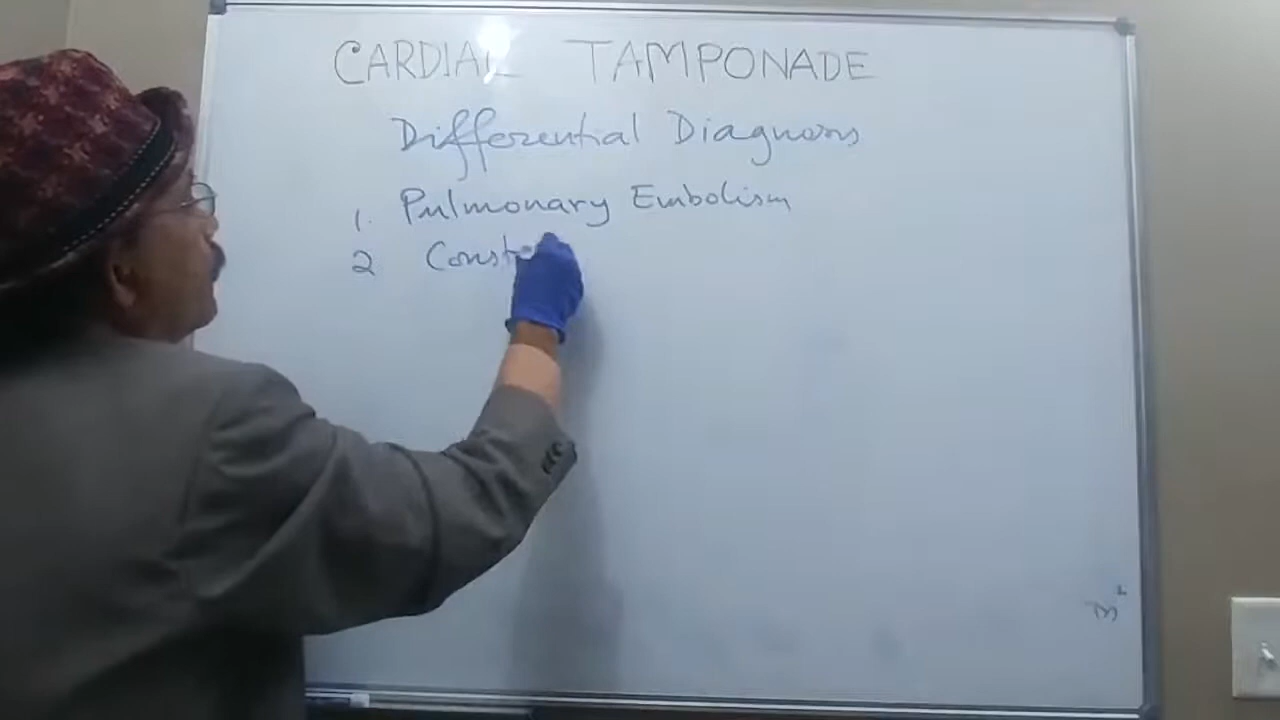 CARDIAC TAMPONADE
Differential Diagnosis
1. Pulmonary Embolism
2 Const